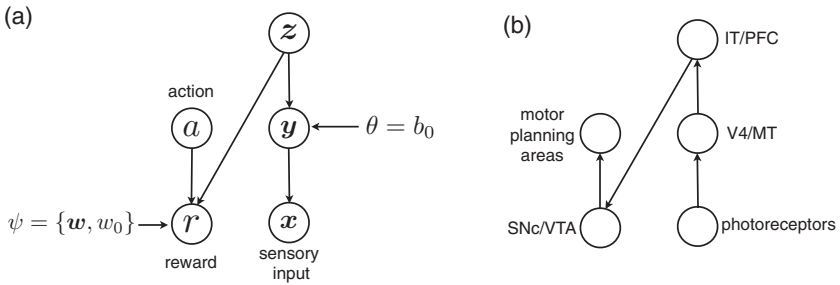 (a)
z
action
a
y
θ = b₀
ψ = {w, w₀}
r
x
reward
sensory
input
(b)
IT/PFC
motor
planning
areas
V4/MT
SNc/VTA
photoreceptors